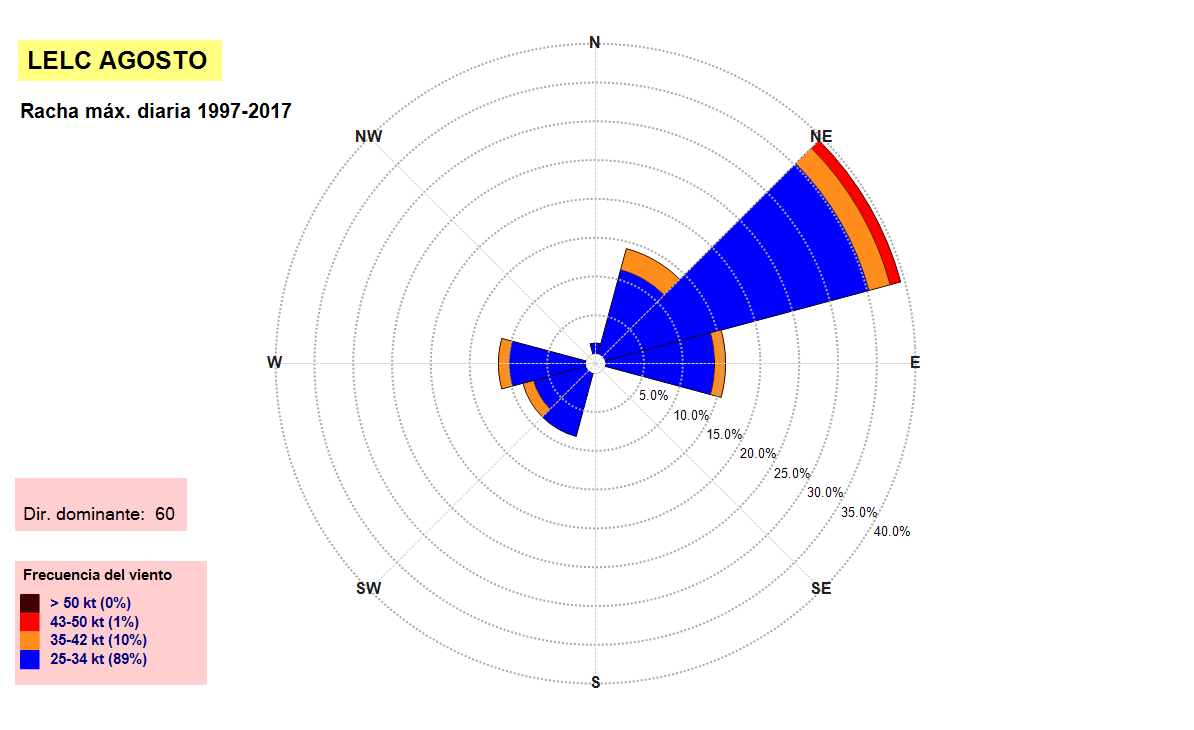 LELC AGOSTO
Racha máx. diaria 1997-2017
N
NW
NE
W
E
5.0%
10.0%
15.0%
20.0%
25.0%
30.0%
35.0%
40.0%
SW
SE
S
Dir. dominante: 60
Frecuencia del viento
> 50 kt (0%)
43-50 kt (1%)
35-42 kt (10%)
25-34 kt (89%)